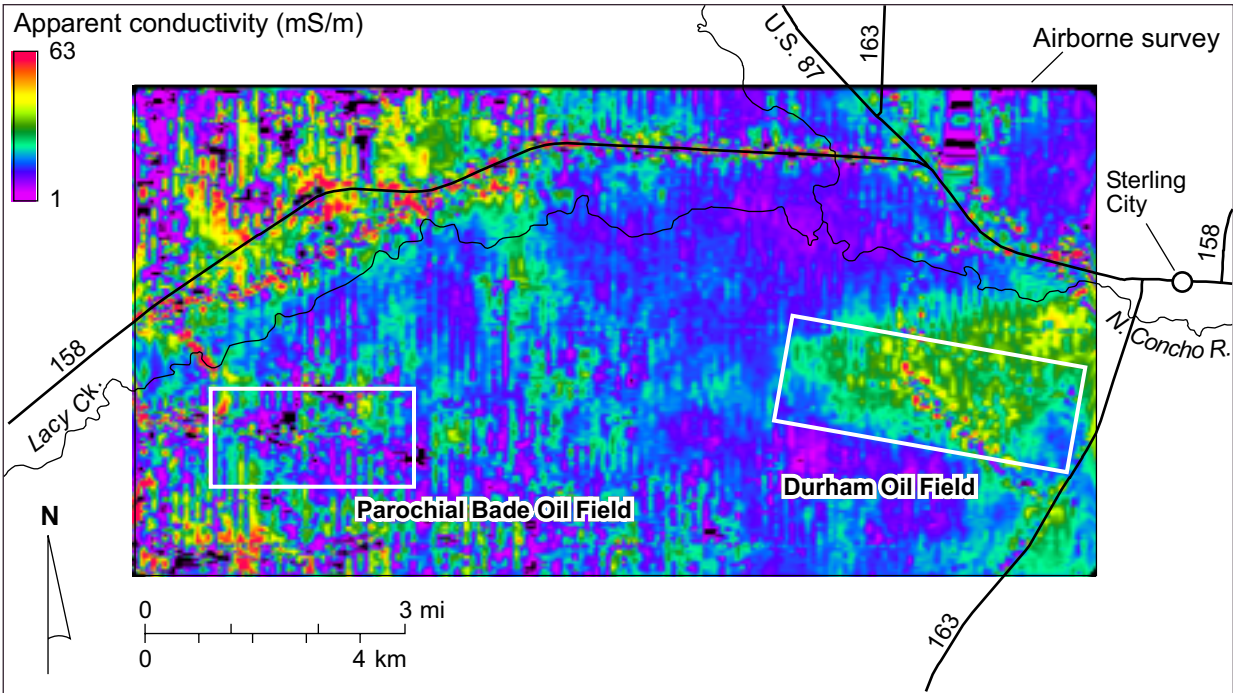 Apparent conductivity (mS/m)
63
1
U.S. 87
163
Airborne survey
Sterling
City
158
N. Concho R.
158
Lacy Ck.
Durham Oil Field
Parochial Bade Oil Field
N
0
3 mi
0
4 km
163